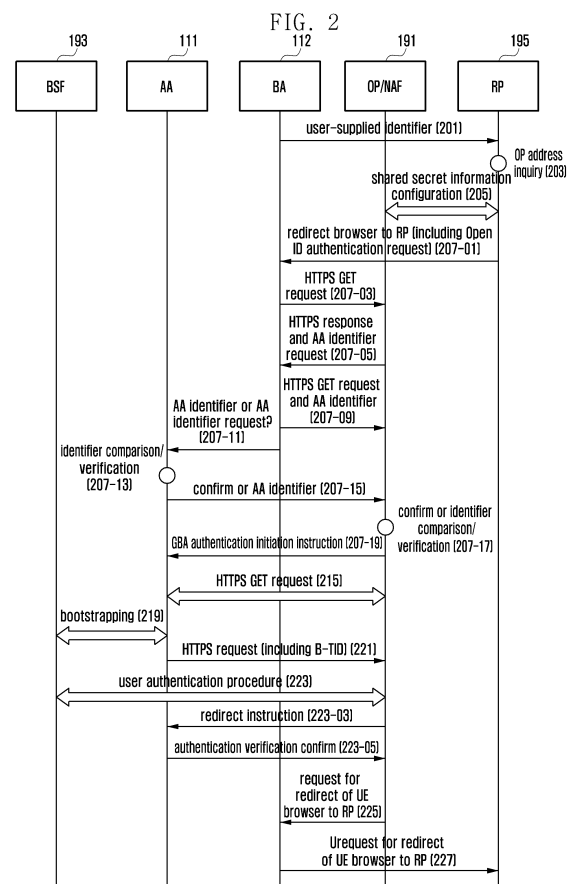 FIG. 2
193
111
112
191
195
BSF
AA
BA
OP/NAF
RP
user-supplied identifier (201)
OP address
inquiry (203)
shared secret information
configuration (205)
redirect browser to RP (including Open
ID authentication request) (207-01)
HTTPS GET
request (207-03)
HTTPS response
and AA identifier
request (207-05)
HTTPS GET request
and AA identifier
(207-09)
AA identifier or AA
identifier request?
(207-11)
identifier comparison/
verification
(207-13)
confirm or AA identifier (207-15)
confirm or identifier
comparison/
verification (207-17)
GBA authentication initiation instruction (207-19)
HTTPS GET request (215)
bootstrapping (219)
HTTPS request (including B-TID) (221)
user authentication procedure (223)
redirect instruction (223-03)
authentication verification confirm (223-05)
request for
redirect of UE
browser to RP (225)
Urequest for redirect
of UE browser to RP (227)